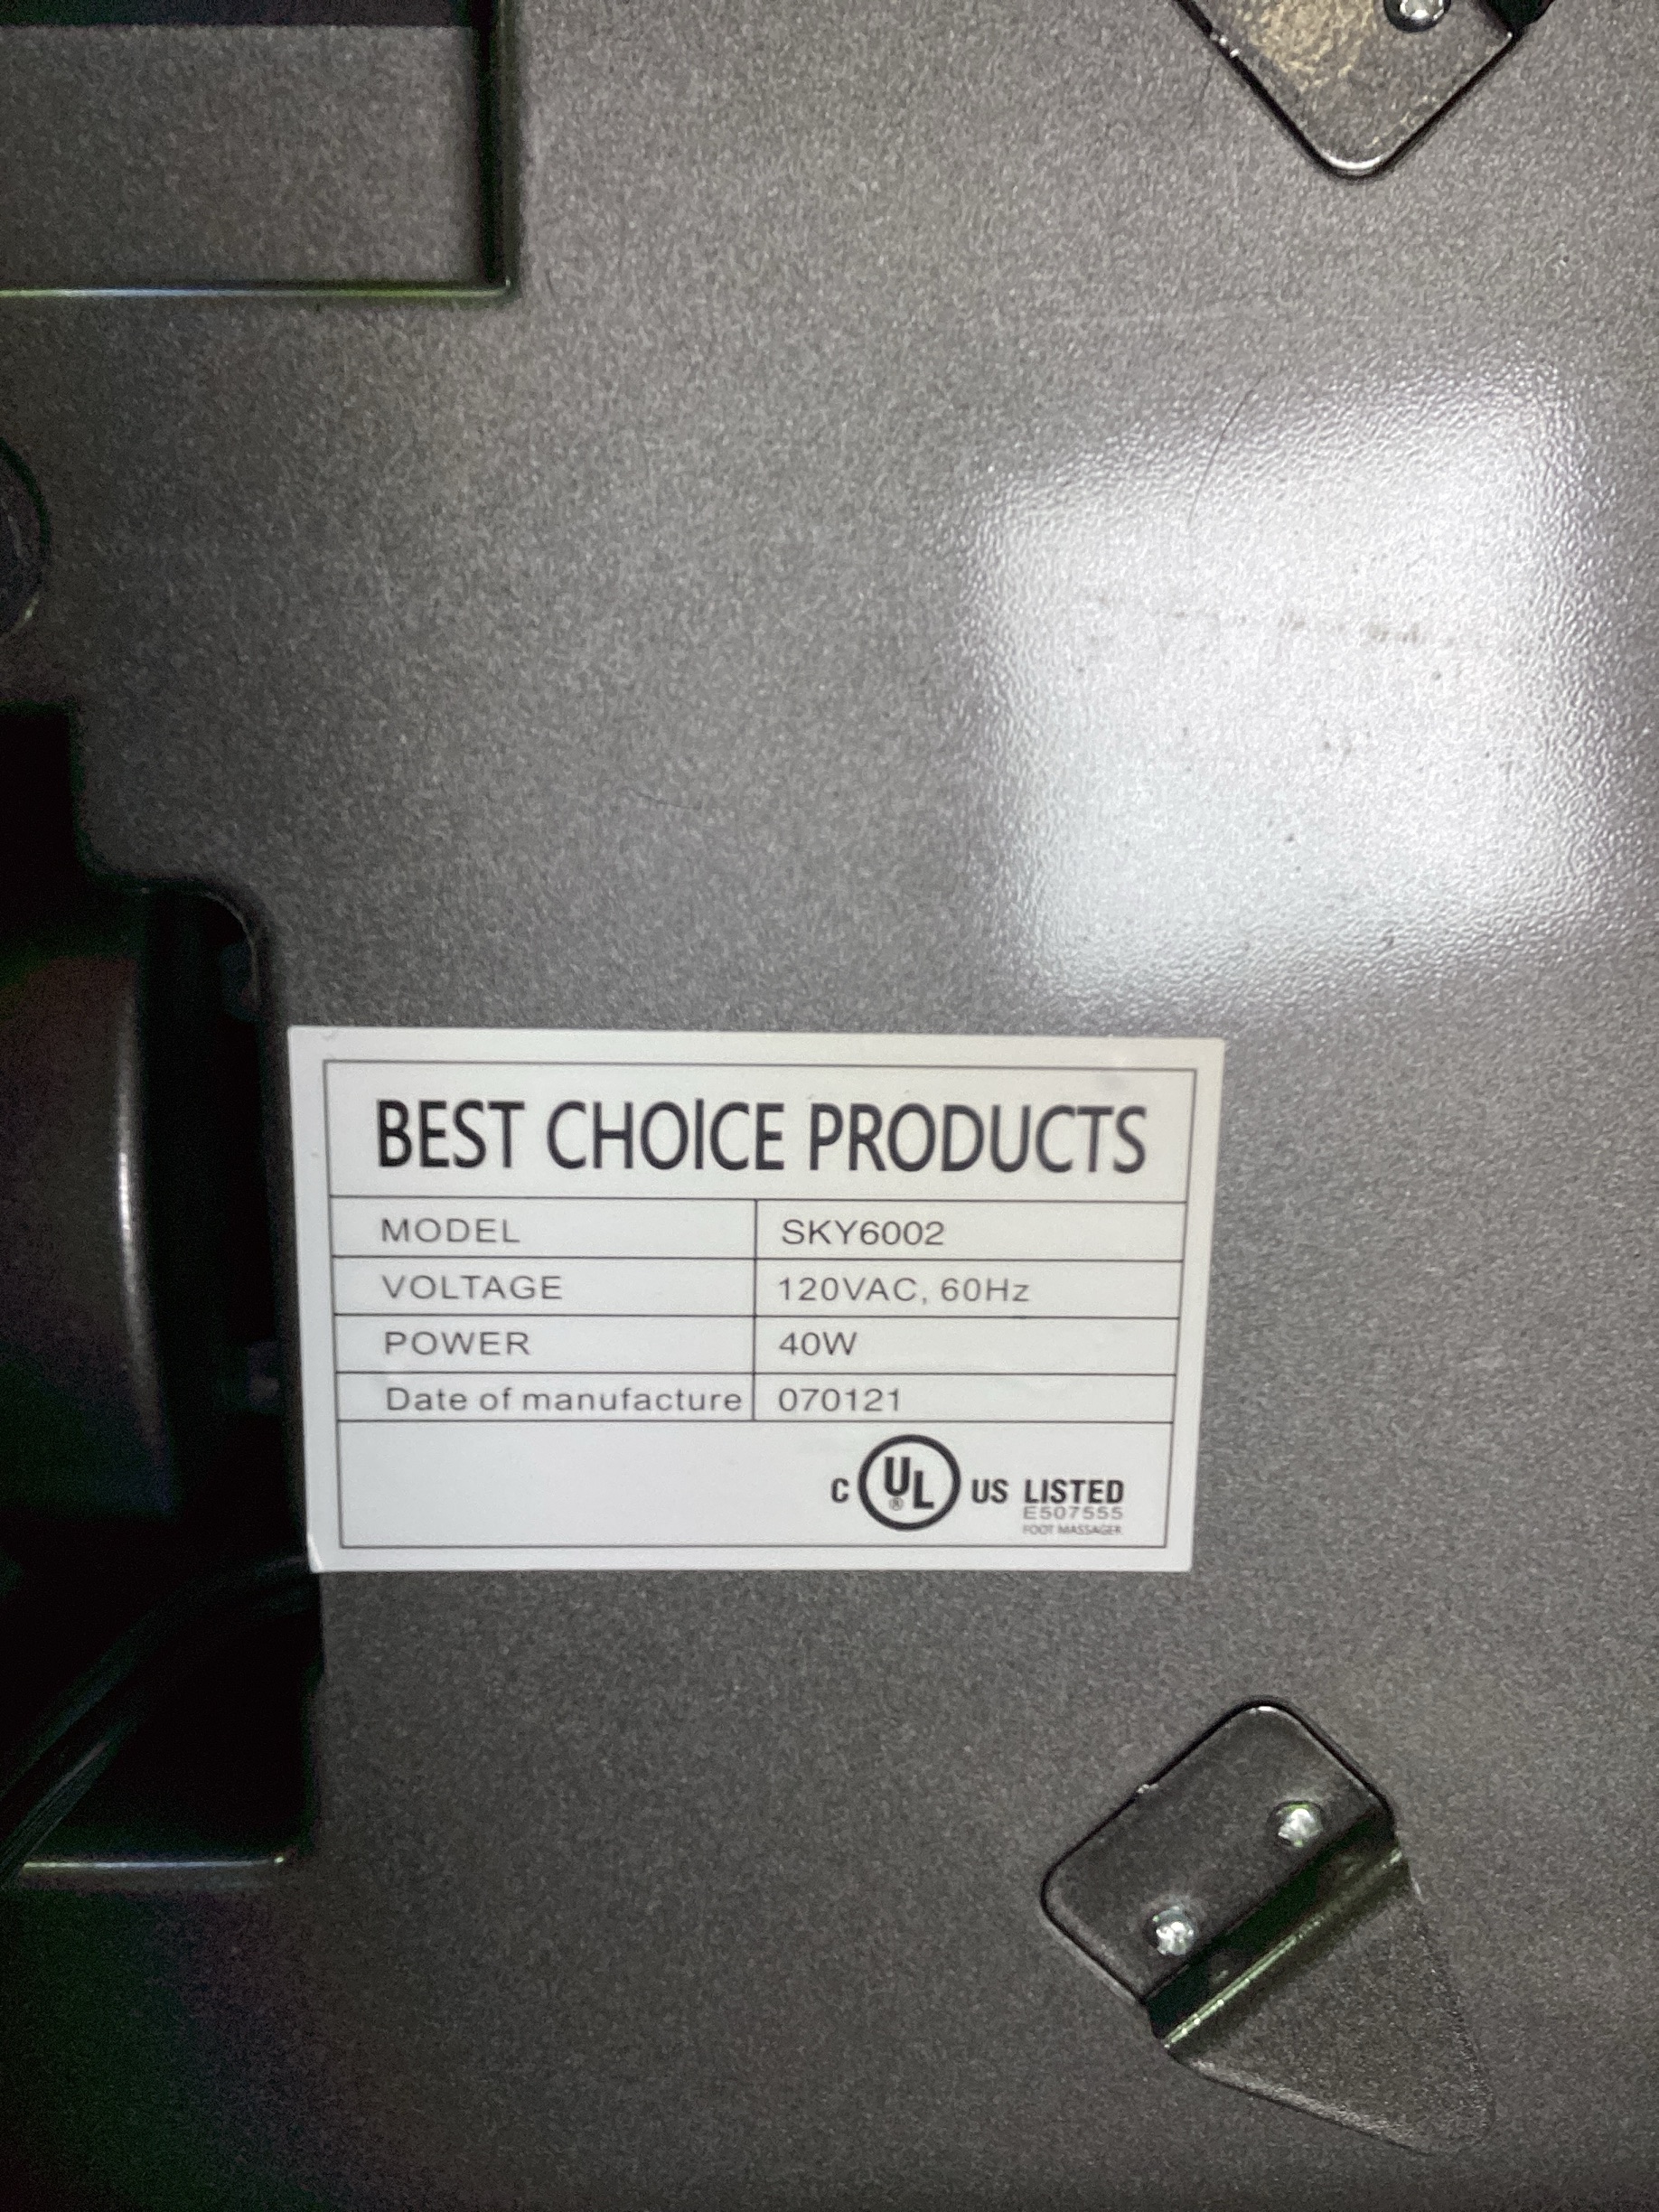 BEST CHOICE PRODUCTS
MODEL SKY6002
VOLTAGE 120VAC, 60Hz
POWER 40W
Date of manufacture 070121
C UL® US LISTED
E507555
FOOT MASSAGER